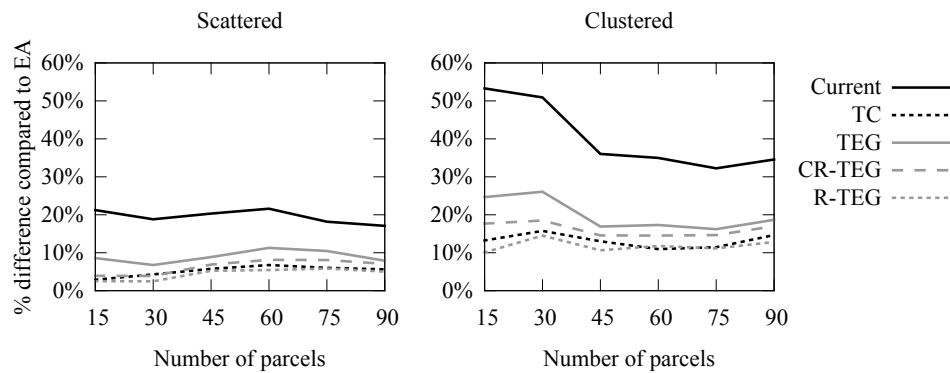 Scattered
Clustered
% difference compared to EA
60%
50%
40%
30%
20%
10%
0%
15 30 45 60 75 90
Number of parcels
60%
50%
40%
30%
20%
10%
0%
15 30 45 60 75 90
Number of parcels
Current
TC
TEG
CR-TEG
R-TEG